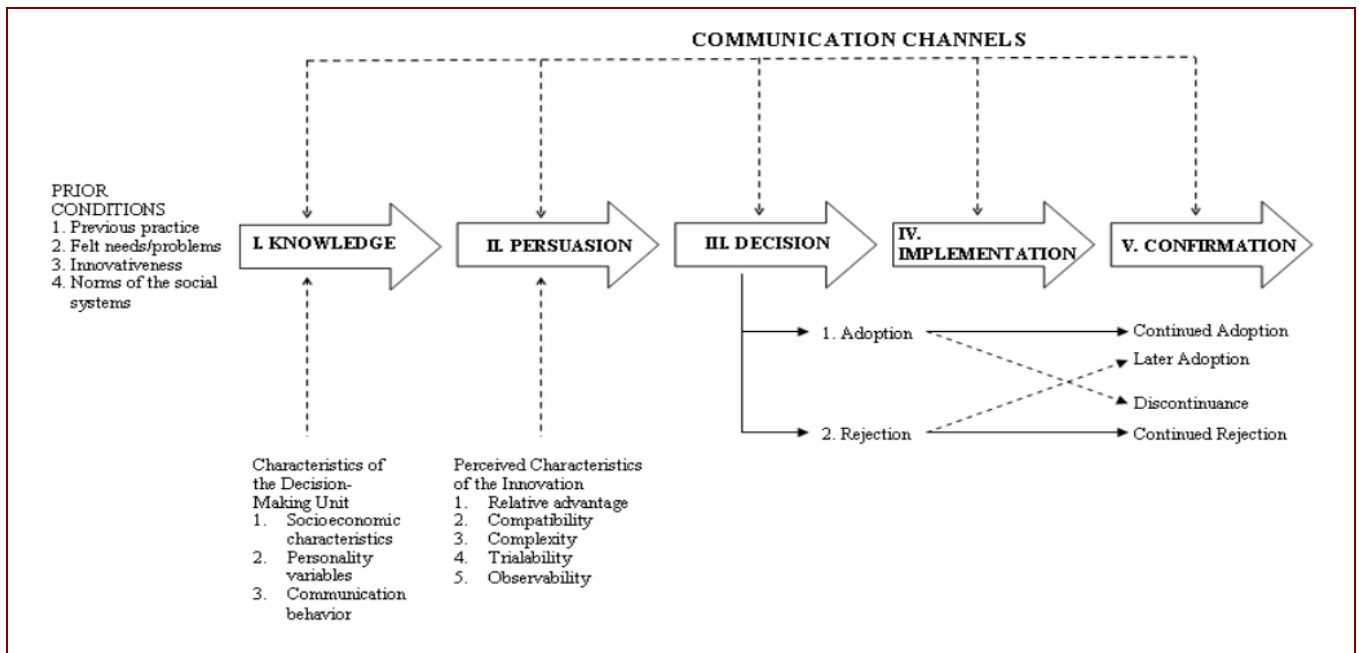 COMMUNICATION CHANNELS
PRIOR
CONDITIONS
1. Previous practice
2. Felt needs/problems
3. Innovativeness
4. Norms of the social
systems
I. KNOWLEDGE
II. PERSUASION
III. DECISION
IV.
IMPLEMENTATION
V. CONFIRMATION
1. Adoption
2. Rejection
Continued Adoption
Later Adoption
Discontinuance
Continued Rejection
Characteristics of
the Decision-
Making Unit
1. Socioeconomic
characteristics
2. Personality
variables
3. Communication
behavior
Perceived Characteristics
of the Innovation
1. Relative advantage
2. Compatibility
3. Complexity
4. Trialability
5. Observability